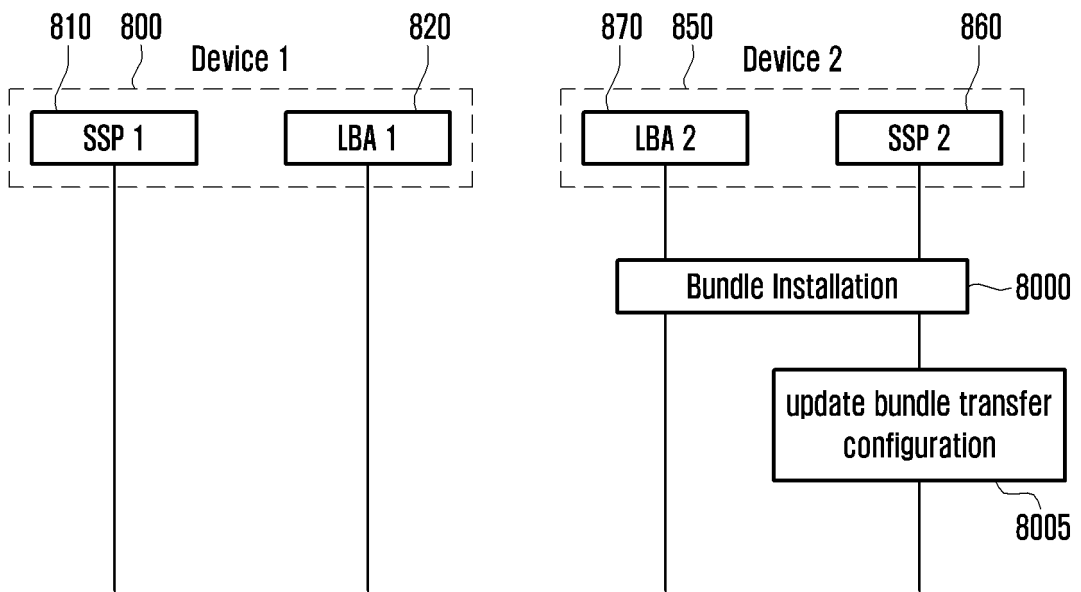 810 800 820 870 850 860
Device 1 Device 2
SSP 1 LBA 1 LBA 2 SSP 2
Bundle Installation 8000
update bundle transfer
configuration
8005